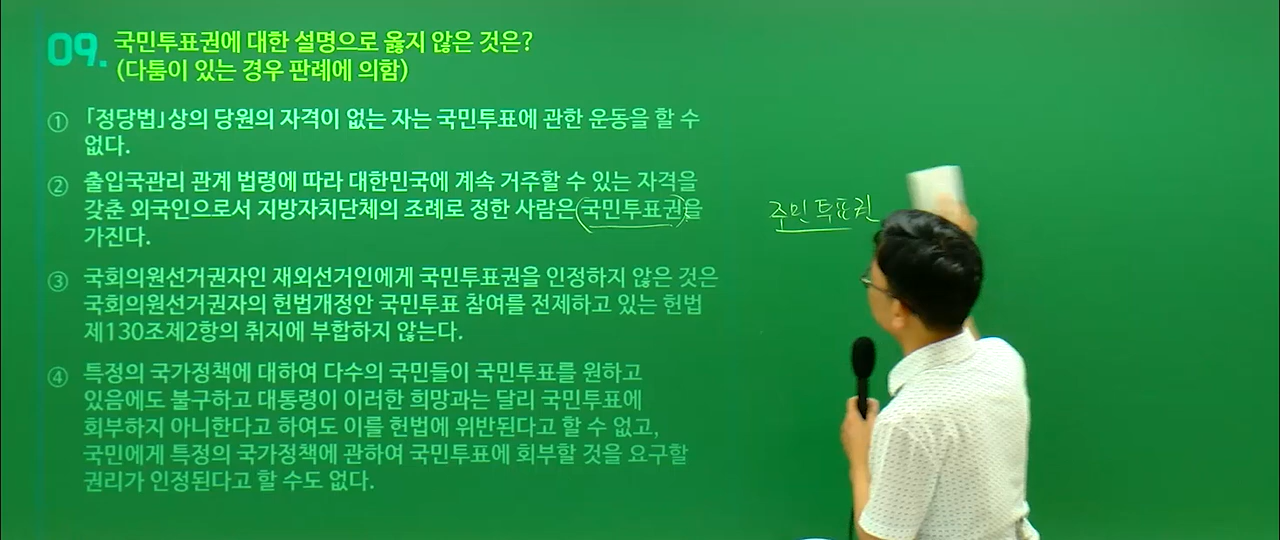 09. 국민투표권에 대한 설명으로 옳지 않은 것은?
(다툼이 있는 경우 판례에 의함)
① 「정당법」상의 당원의 자격이 없는 자는 국민투표에 관한 운동을 할 수
없다.
② 출입국관리 관계 법령에 따라 대한민국에 계속 거주할 수 있는 자격을
갖춘 외국인으로서 지방자치단체의 조례로 정한 사람은 국민투표권을
가진다.
주민투표권
③ 국회의원선거권자인 재외선거인에게 국민투표권을 인정하지 않은 것은
국회의원선거권자의 헌법개정안 국민투표 참여를 전제하고 있는 헌법
제130조제2항의 취지에 부합하지 않는다.
④ 특정의 국가정책에 대하여 다수의 국민들이 국민투표를 원하고
있음에도 불구하고 대통령이 이러한 희망과는 달리 국민투표에
회부하지 아니한다고 하여도 이를 헌법에 위반된다고 할 수 없고,
국민에게 특정의 국가정책에 관하여 국민투표에 회부할 것을 요구할
권리가 인정된다고 할 수도 없다.